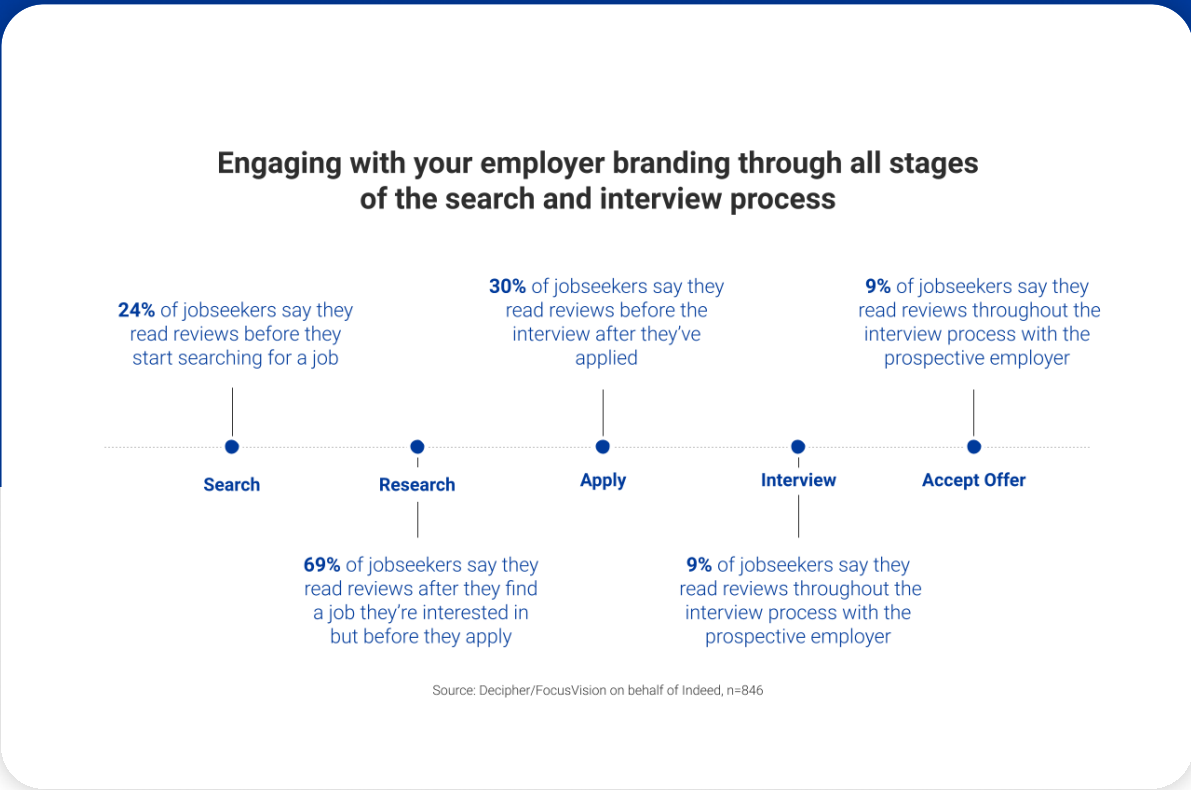 Engaging with your employer branding through all stages
of the search and interview process
24% of jobseekers say they
read reviews before they
start searching for a job
30% of jobseekers say they
read reviews before the
interview after they've
applied
9% of jobseekers say they
read reviews throughout the
interview process with the
prospective employer
Search
Research
Apply
Interview
Accept Offer
69% of jobseekers say they
read reviews after they find
a job they're interested in
but before they apply
9% of jobseekers say they
read reviews throughout the
interview process with the
prospective employer
Source: Decipher/FocusVision on behalf of Indeed, n=846